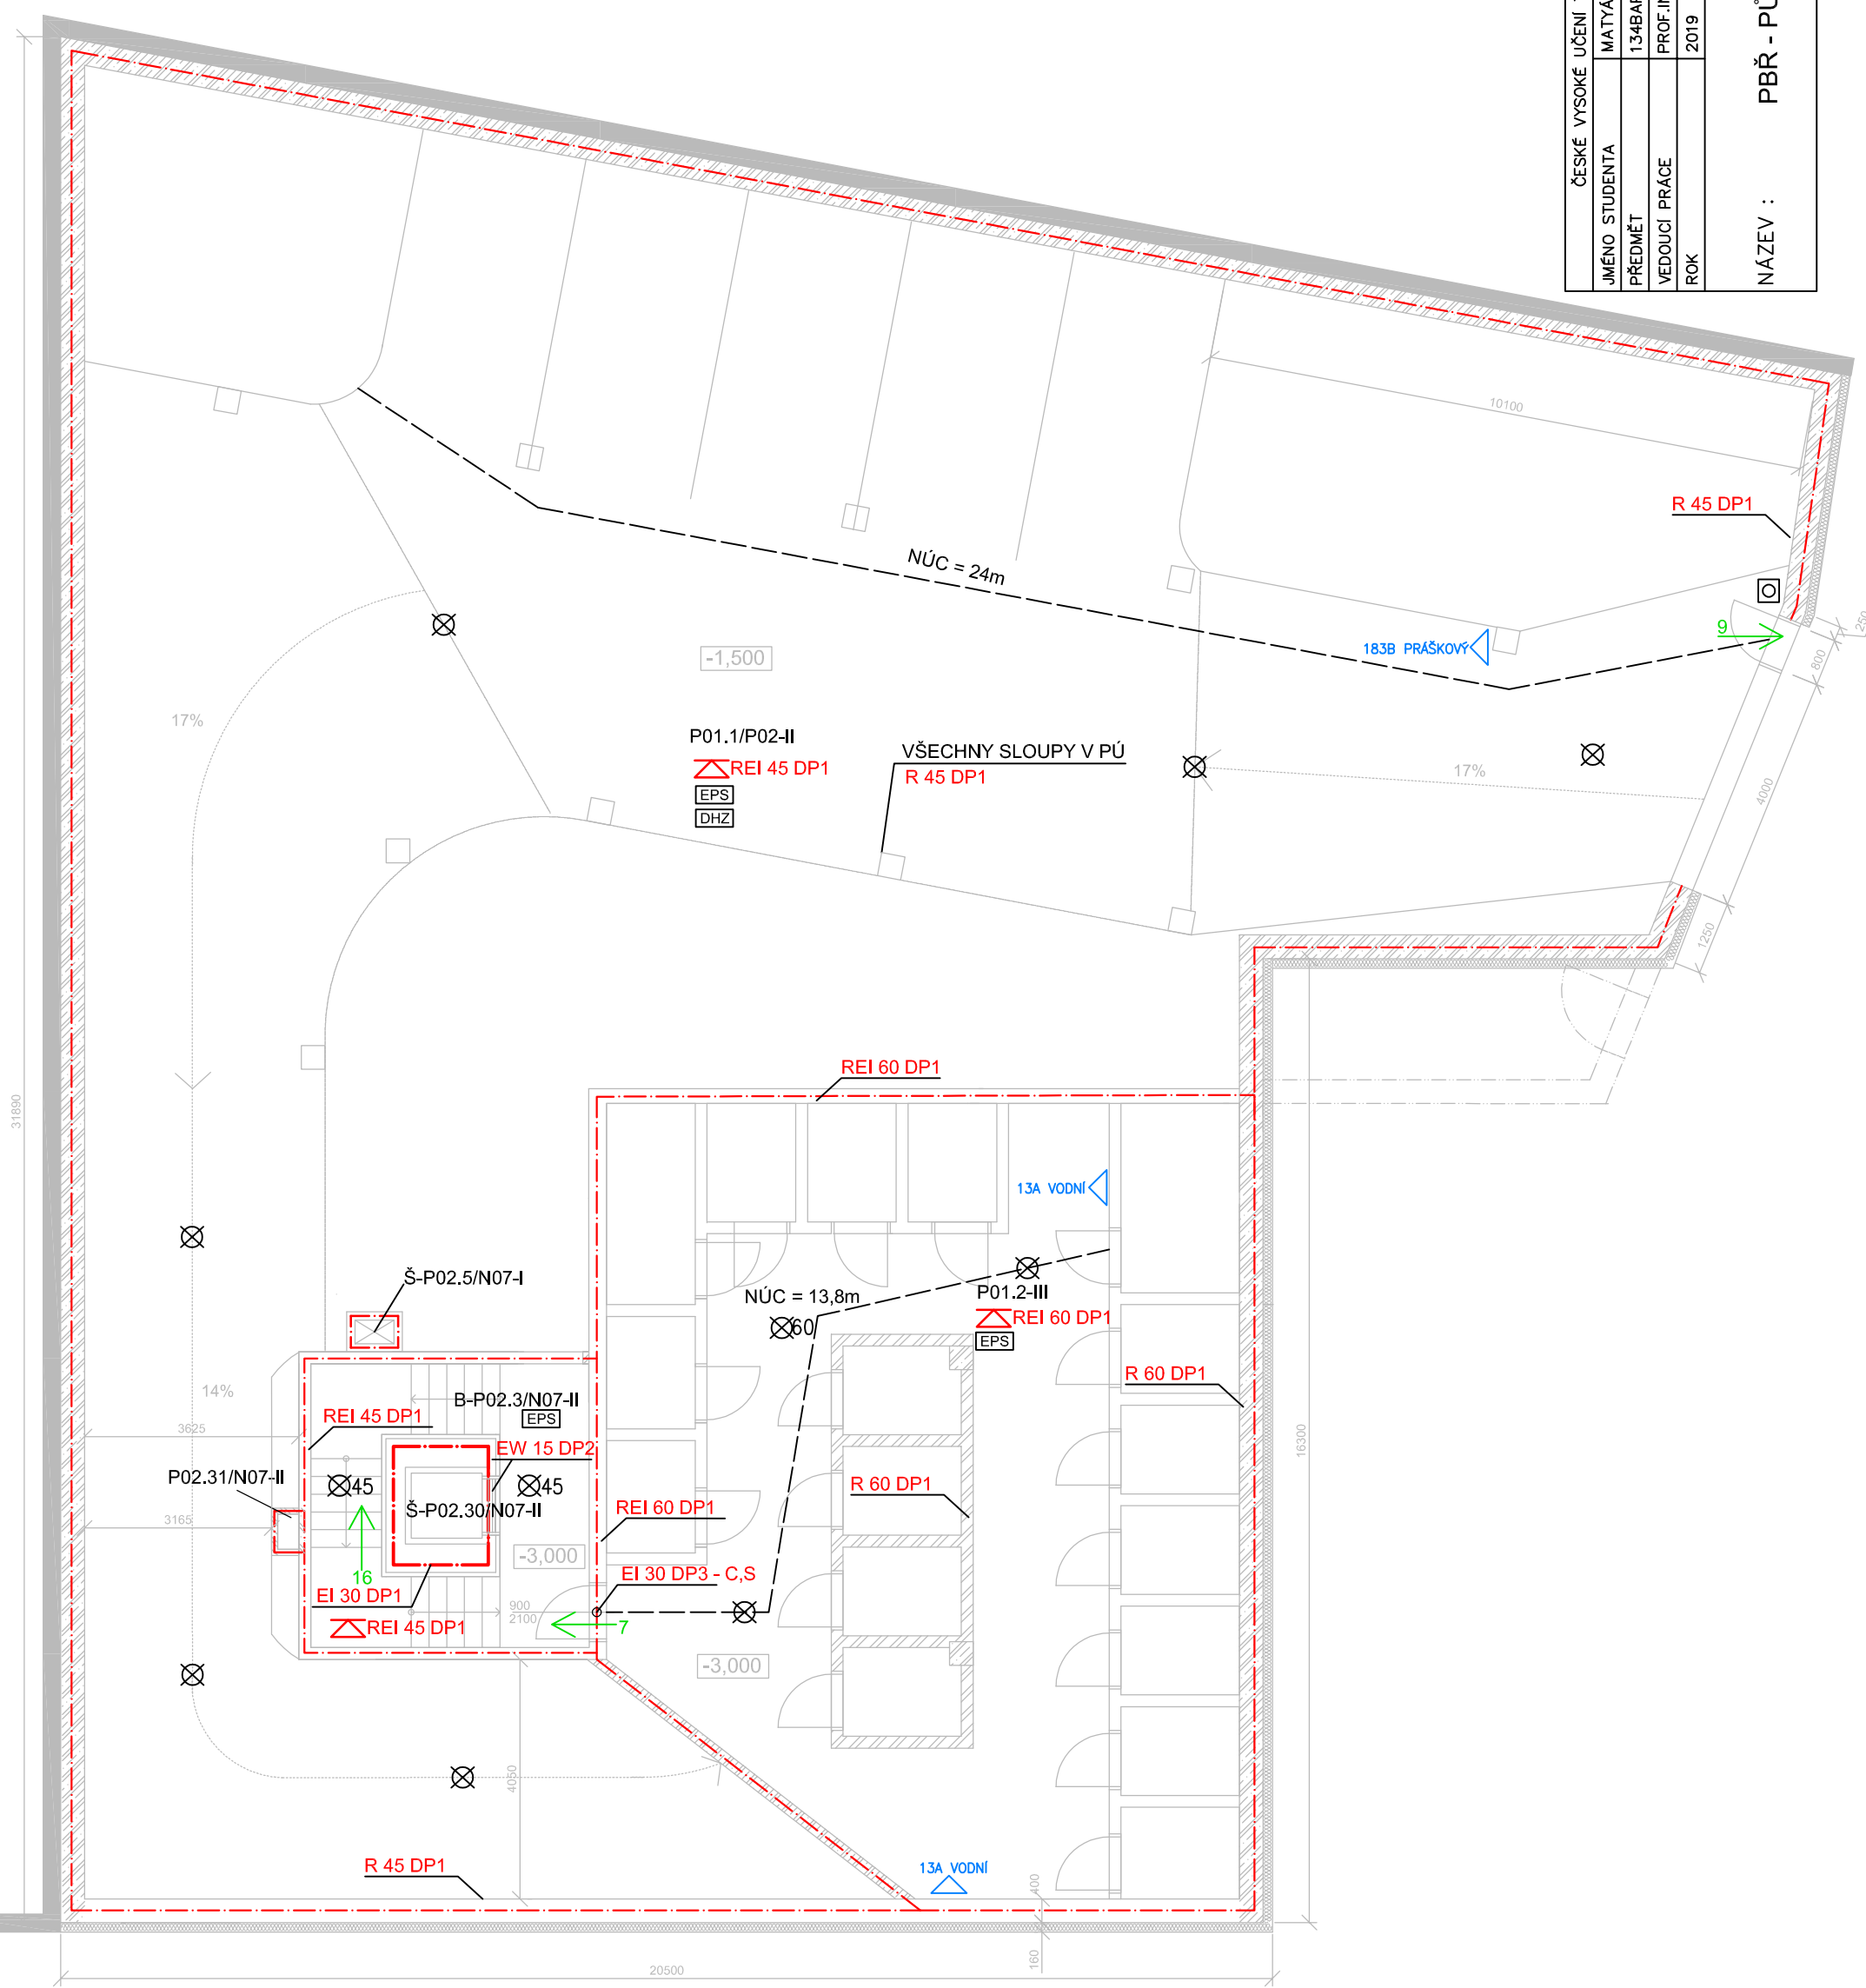 ČESKÉ VYSOKÉ UČENÍ
JMÉNO STUDENTA
PŘEDMĚT
VEDOUCÍ PRÁCE
ROK 2019
NÁZEV : PBŘ -
10100
R 45 DP1
NÚC = 24m
250
9
800
183B PRÁŠKOVÝ
-1,500
17%
P01.1/P02-II
VŠECHNY SLOUPY V PÚ
REI 45 DP1
R 45 DP1
EPS
DHZ
17%
4000
1250
REI 60 DP1
31890
13A VODNÍ
Š-P02.5/N07-I
NÚC = 13,8m
P01.2-III
60
REI 60 DP1
EPS
14%
B-P02.3/N07-II
EPS
R 60 DP1
REI 45 DP1
3625
EW 15 DP2
16300
P02.31/N07-II
45
45
R 60 DP1
Š-P02.30/N07-II
REI 60 DP1
3165
-3,000
16
EI 30 DP3 - C,S
EI 30 DP1
900
2100
REI 45 DP1
7
-3,000
4050
R 45 DP1
13A VODNÍ
400
160
20500